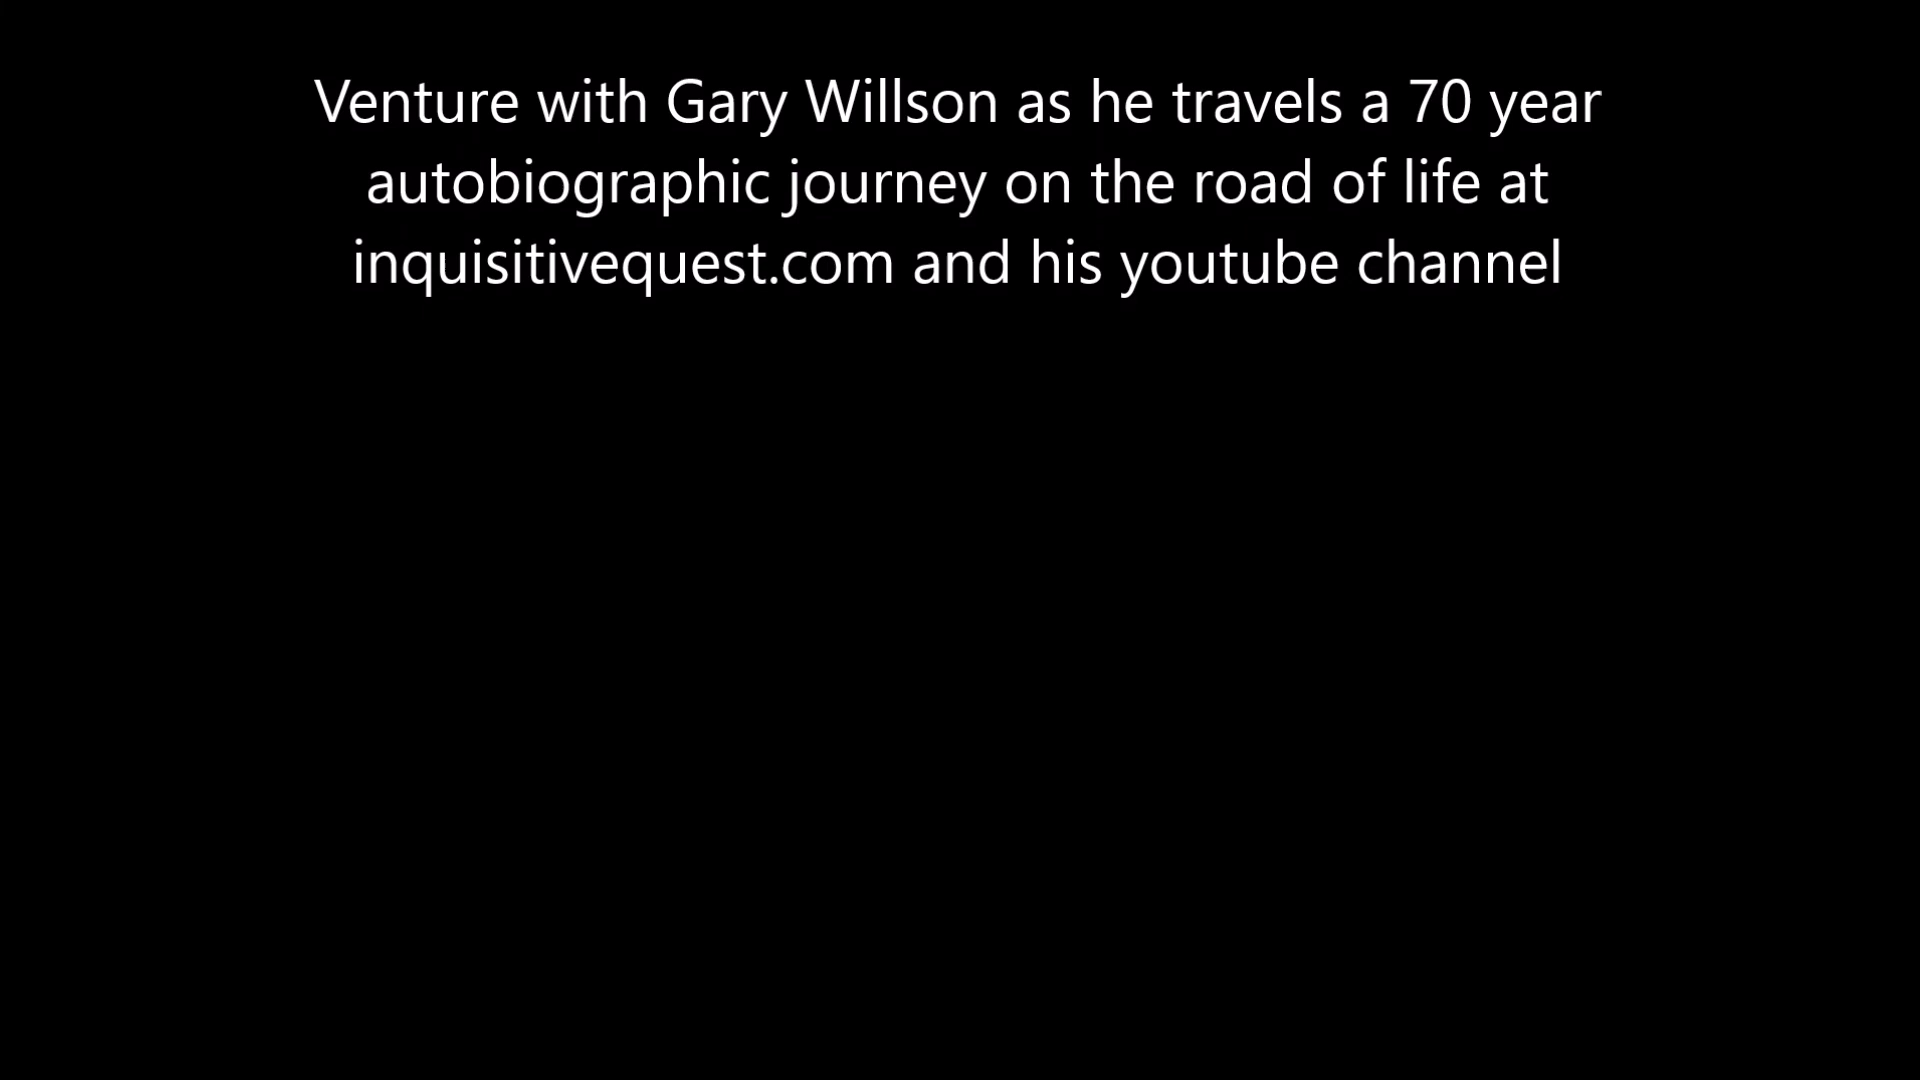 Venture with Gary Willson as he travels a 70 year
autobiographic journey on the road of life at
inquisitivequest.com and his youtube channel